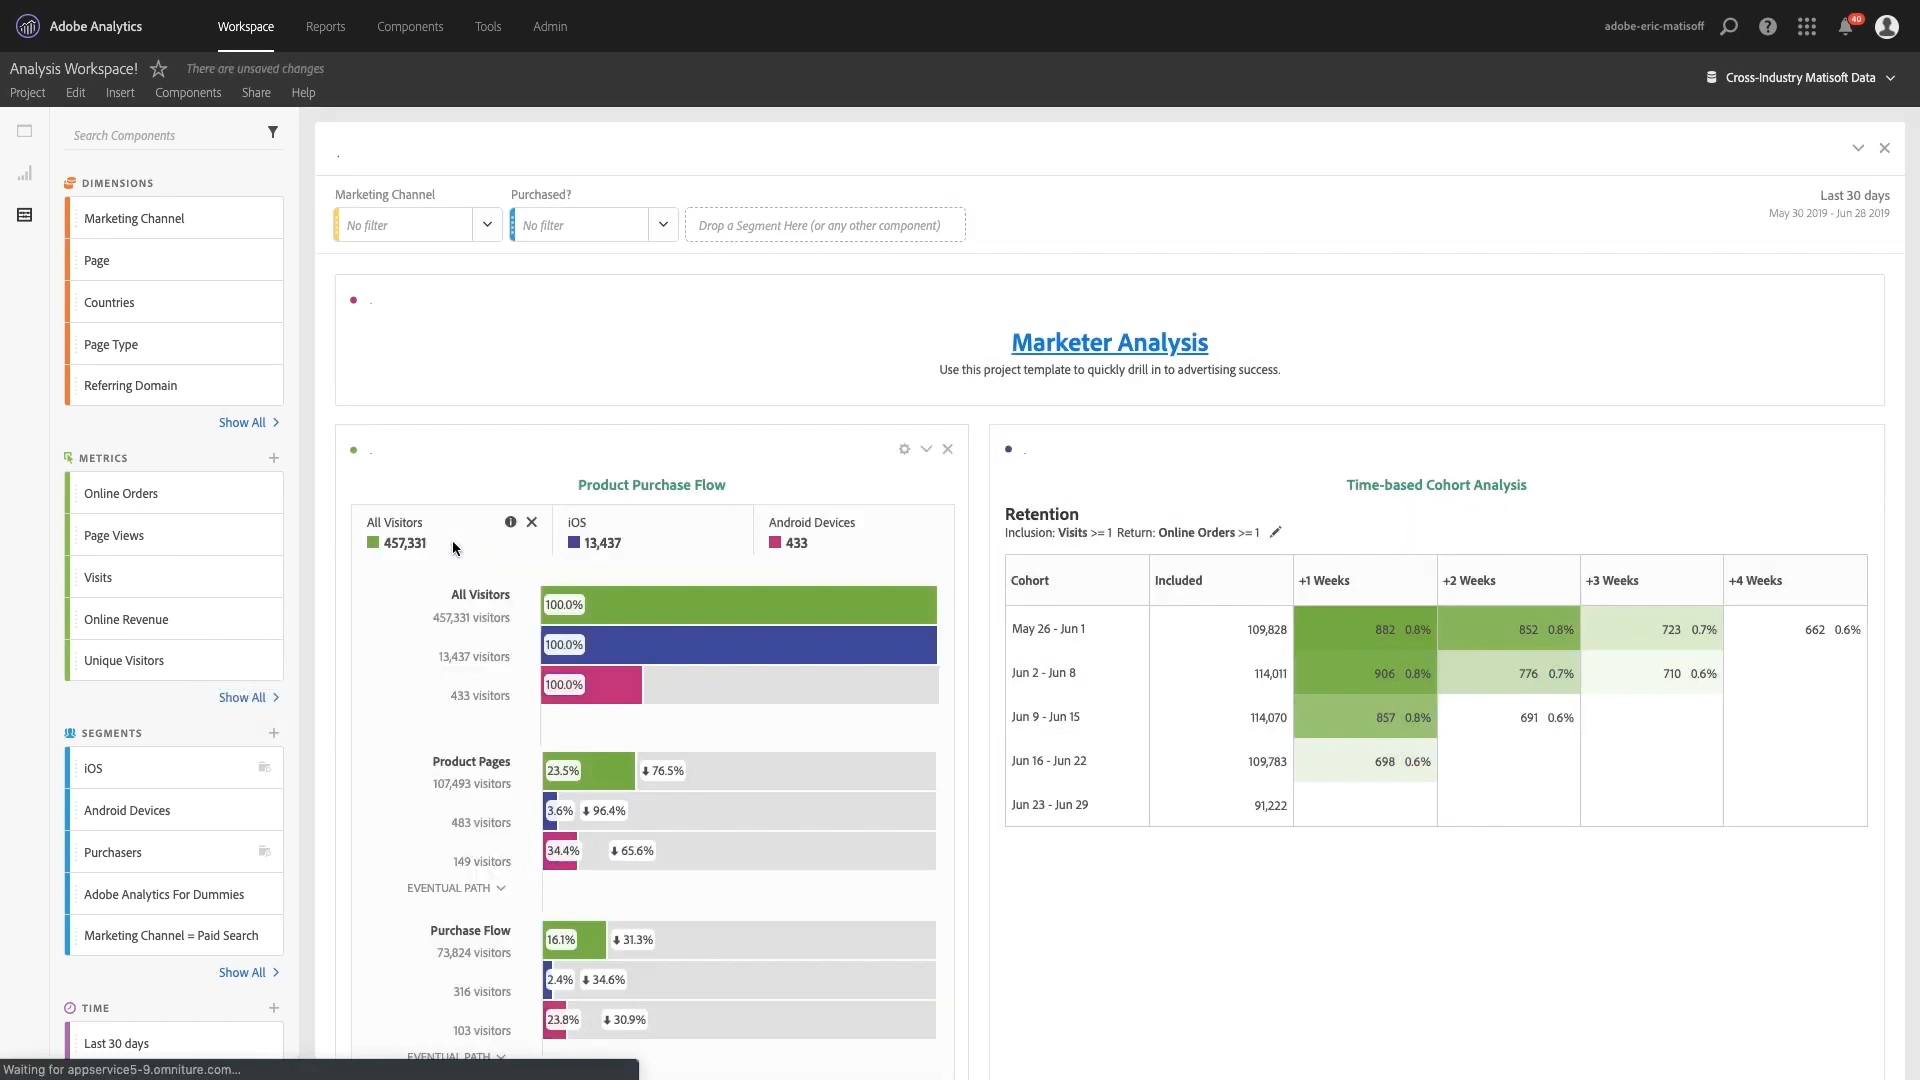 Adobe Analytics
Workspace
Reports
Components
Tools
Admin
adobe-eric-matisoff
40
Analysis Workspace!
There are unsaved changes
Project
Edit
Insert
Components
Share
Help
Cross-Industry Matisoft Data
Search Components
DIMENSIONS
Marketing Channel
Page
Countries
Page Type
Referring Domain
Show All
METRICS
Online Orders
Page Views
Visits
Online Revenue
Unique Visitors
Show All
SEGMENTS
iOS
Android Devices
Purchasers
Adobe Analytics For Dummies
Marketing Channel = Paid Search
Show All
TIME
Last 30 days
Waiting for appservice5-9.omniture.com...
.
Marketing Channel
No filter
Purchased?
No filter
Drop a Segment Here (or any other component)
Last 30 days
May 30 2019 - Jun 28 2019
.
Marketer Analysis
Use this project template to quickly drill in to advertising success.
.
Product Purchase Flow
All Visitors
457,331
iOS
13,437
Android Devices
433
All Visitors
457,331 visitors
100.0%
13,437 visitors
100.0%
433 visitors
100.0%
Product Pages
107,493 visitors
23.5% 76.5%
483 visitors
3.6% 96.4%
149 visitors
34.4% 65.6%
EVENTUAL PATH
Purchase Flow
73,824 visitors
16.1% 31.3%
316 visitors
2.4% 34.6%
103 visitors
23.8% 30.9%
EVENTUAL PATH
.
Time-based Cohort Analysis
Retention
Inclusion: Visits >= 1 Return: Online Orders >= 1
Cohort Included +1 Weeks +2 Weeks +3 Weeks +4 Weeks
May 26 - Jun 1 109,828 882 0.8% 852 0.8% 723 0.7% 662 0.6%
Jun 2 - Jun 8 114,011 906 0.8% 776 0.7% 710 0.6%
Jun 9 - Jun 15 114,070 857 0.8% 691 0.6%
Jun 16 - Jun 22 109,783 698 0.6%
Jun 23 - Jun 29 91,222